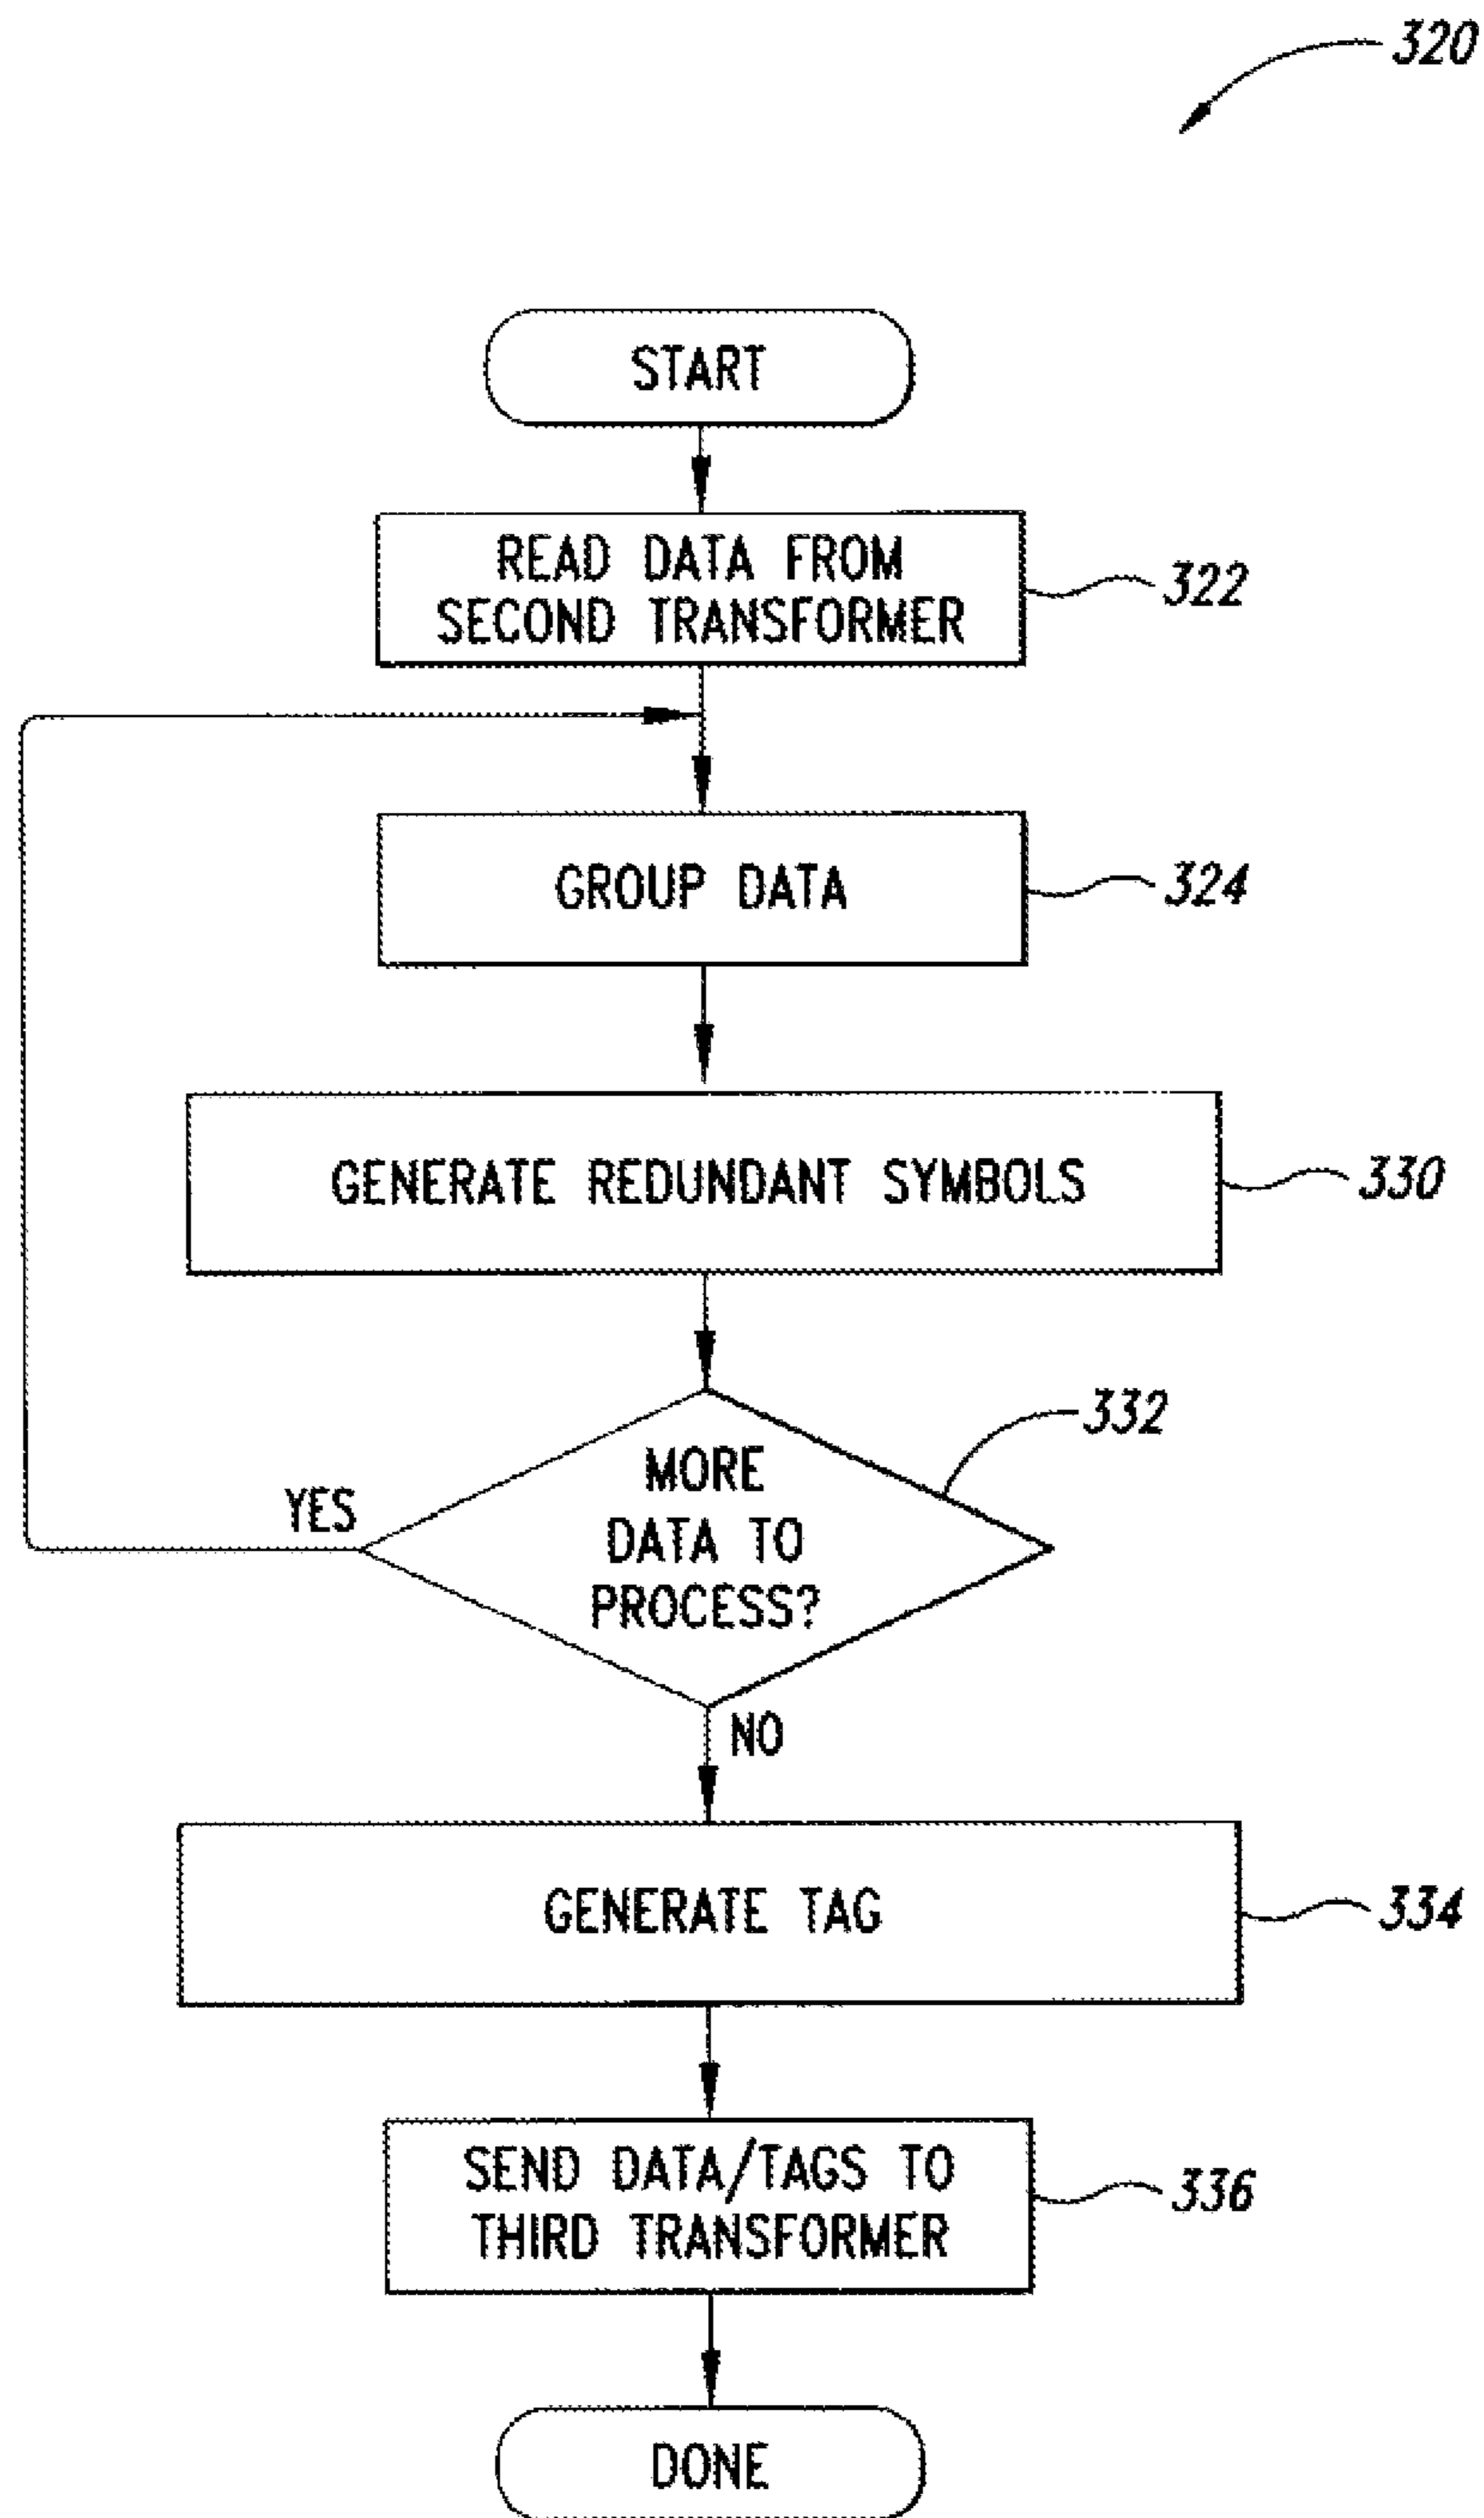 320
START
READ DATA FROM
SECOND TRANSFORMER
322
GROUP DATA
324
GENERATE REDUNDANT SYMBOLS
330
332
MORE
DATA TO
PROCESS?
YES
NO
GENERATE TAG
334
SEND DATA/TAGS TO
THIRD TRANSFORMER
336
DONE